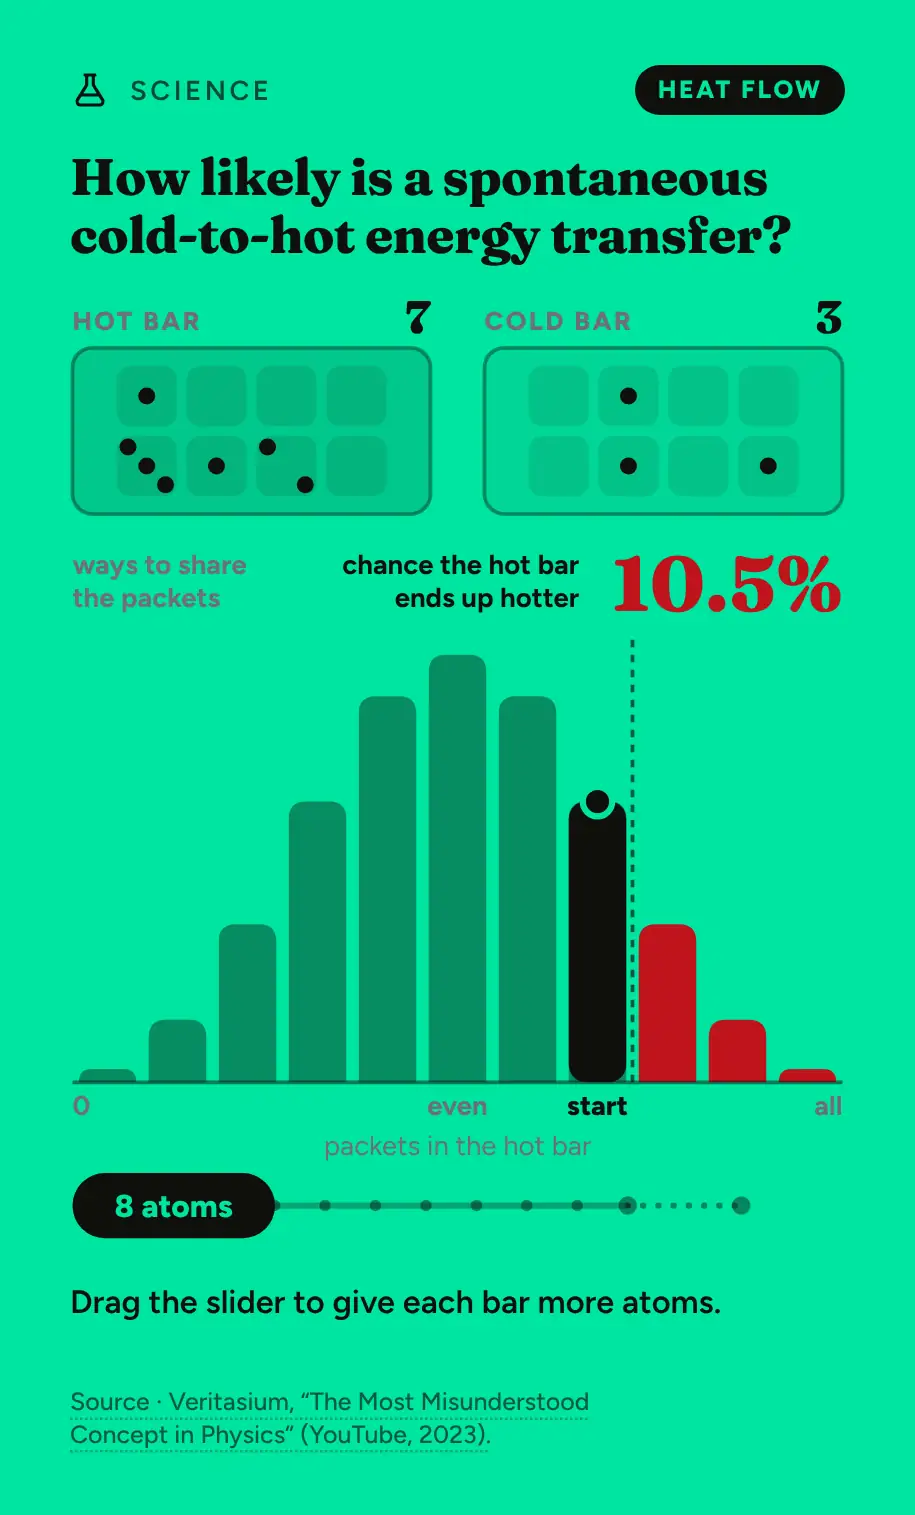 SCIENCE
HEAT FLOW
How likely is a spontaneous
cold-to-hot energy transfer?
HOT BAR 7
COLD BAR 3
ways to share
the packets
chance the hot bar
ends up hotter
10.5%
0 even start all
packets in the hot bar
8 atoms
Drag the slider to give each bar more atoms.
Source · Veritasium, “The Most Misunderstood
Concept in Physics” (YouTube, 2023).